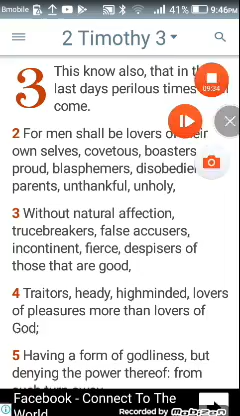 Bmobile 41% 9:46PM
2 Timothy 3
3 This know also, that in
last days perilous times
come.
2 For men shall be lovers of
own selves, covetous, boasters
proud, blasphemers,
parents, unthankful, unholy,
09:34
3 Without natural affection,
trucebreakers, false accusers,
incontinent, fierce, despisers of
those that are good,
4 Traitors, heady, highminded, lovers
of pleasures more than lovers of
God;
5 Having a form of godliness, but
denying the power thereof: from
Facebook - Connect To The
World
Recorded by Mobizen